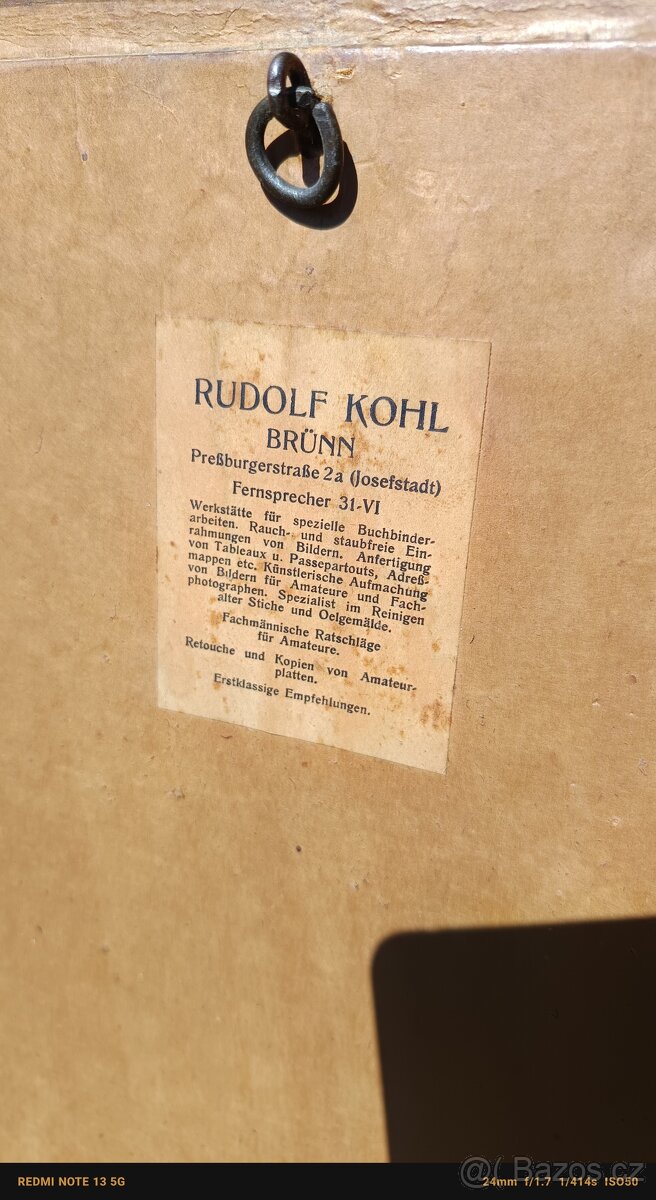 RUDOLF KOHL
BRÜNN
Preßburgerstraße 2a (Josefstadt)
Fernsprecher 31-VI
Werkstätte für spezielle Buchbinder-
arbeiten. Rauch- und staubfreie Ein-
rahmungen von Bildern. Anfertigung
von Tableaux u. Passepartouts, Adreß-
mappen etc. Künstlerische Aufmachung
von Bildern für Amateure und Fach-
photographen. Spezialist im Reinigen
alter Stiche und Oelgemälde.
Fachmännische Ratschläge
für Amateure.
Retouche und Kopien von Amateur-
platten.
Erstklassige Empfehlungen.
REDMI NOTE 13 5G
24mm f/1.7 1/414s ISO50
Bazos.cz